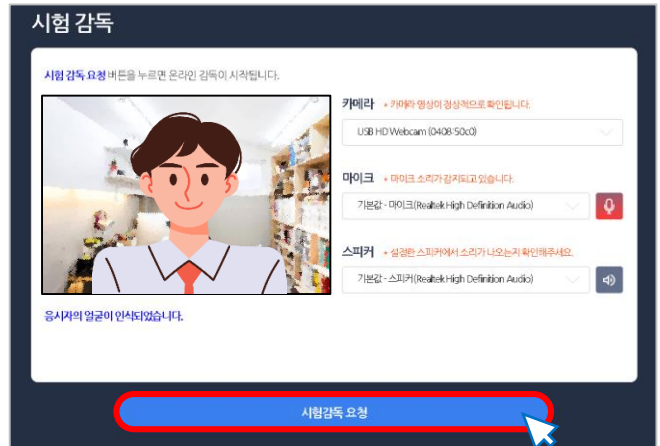 시험 감독
시험 감독 요청 버튼을 누르면 온라인 감독이 시작됩니다.
카메라 • 카메라 영상이 정상적으로 확인됩니다.
USB HD Webcam (0408:50c0)
마이크 • 마이크 소리가 감지되고 있습니다.
기본값 - 마이크(Realtek High Definition Audio)
스피커 • 설정한 스피커에서 소리가 나오는지 확인해주세요.
기본값 - 스피커(Realtek High Definition Audio)
응시자의 얼굴이 인식되었습니다.
시험감독 요청